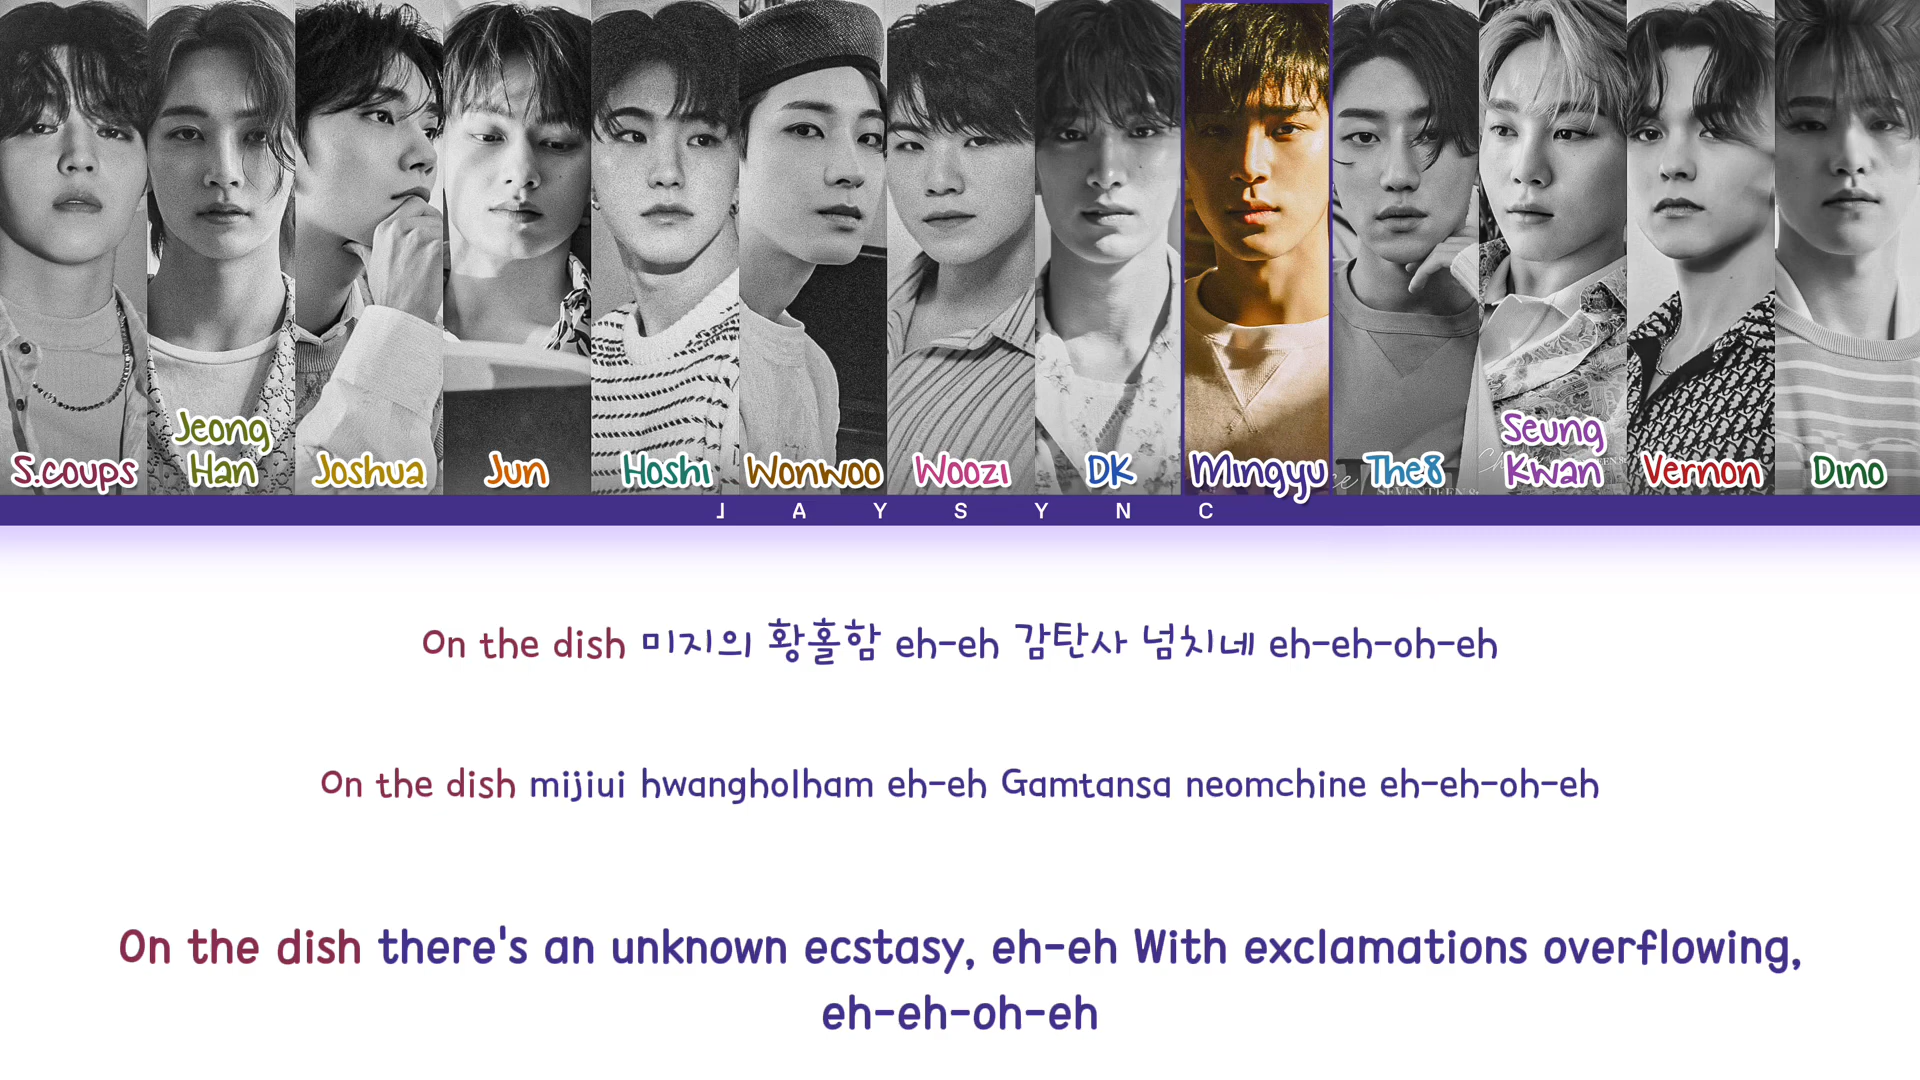 S.coups
Jeong
Han
Joshua
Jun
Hoshi
Wonwoo
Woozi
DK
Mingyu
The8
Seung
Kwan
Vernon
Dino
SEVENTEEN 8
JAYSYNC
On the dish 미지의 황홀함 eh-eh 감탄사 넘치네 eh-eh-oh-eh
On the dish mijiui hwangholham eh-eh Gamtansa neomchine eh-eh-oh-eh
On the dish there's an unknown ecstasy, eh-eh With exclamations overflowing,
eh-eh-oh-eh